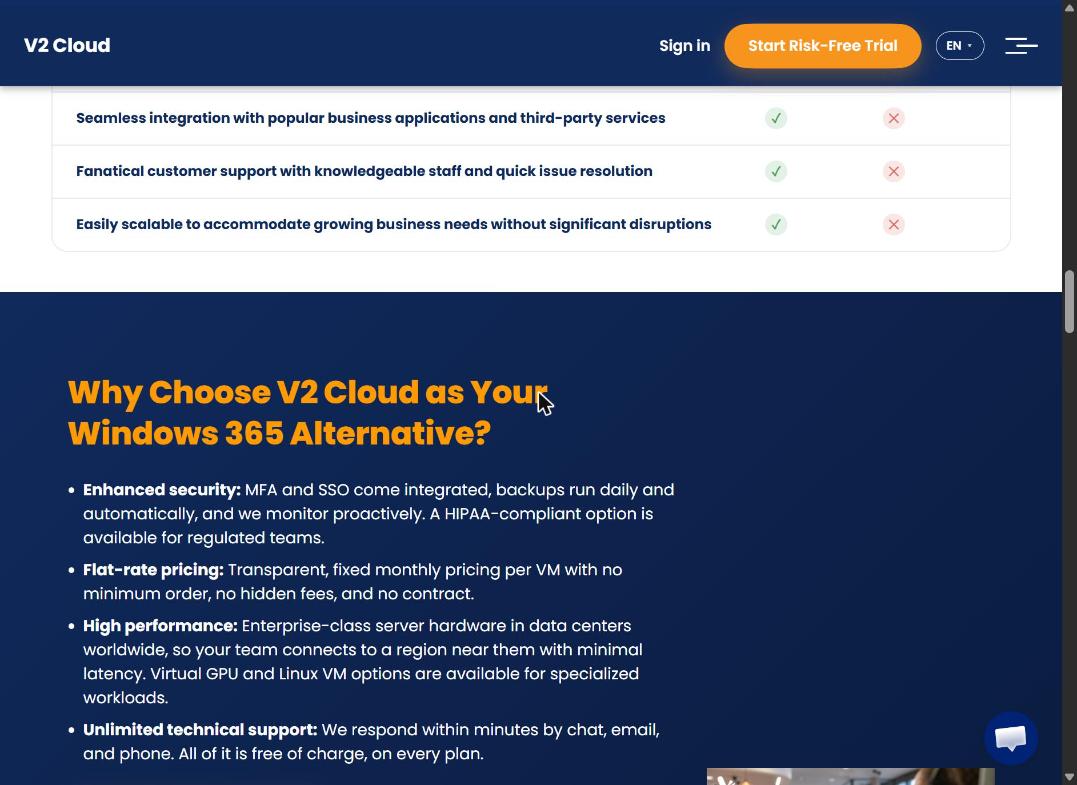 V2 Cloud
Sign in
Start Risk-Free Trial
EN
Seamless integration with popular business applications and third-party services
Fanatical customer support with knowledgeable staff and quick issue resolution
Easily scalable to accommodate growing business needs without significant disruptions
Why Choose V2 Cloud as Your
Windows 365 Alternative?
• Enhanced security: MFA and SSO come integrated, backups run daily and
automatically, and we monitor proactively. A HIPAA-compliant option is
available for regulated teams.
• Flat-rate pricing: Transparent, fixed monthly pricing per VM with no
minimum order, no hidden fees, and no contract.
• High performance: Enterprise-class server hardware in data centers
worldwide, so your team connects to a region near them with minimal
latency. Virtual GPU and Linux VM options are available for specialized
workloads.
• Unlimited technical support: We respond within minutes by chat, email,
and phone. All of it is free of charge, on every plan.